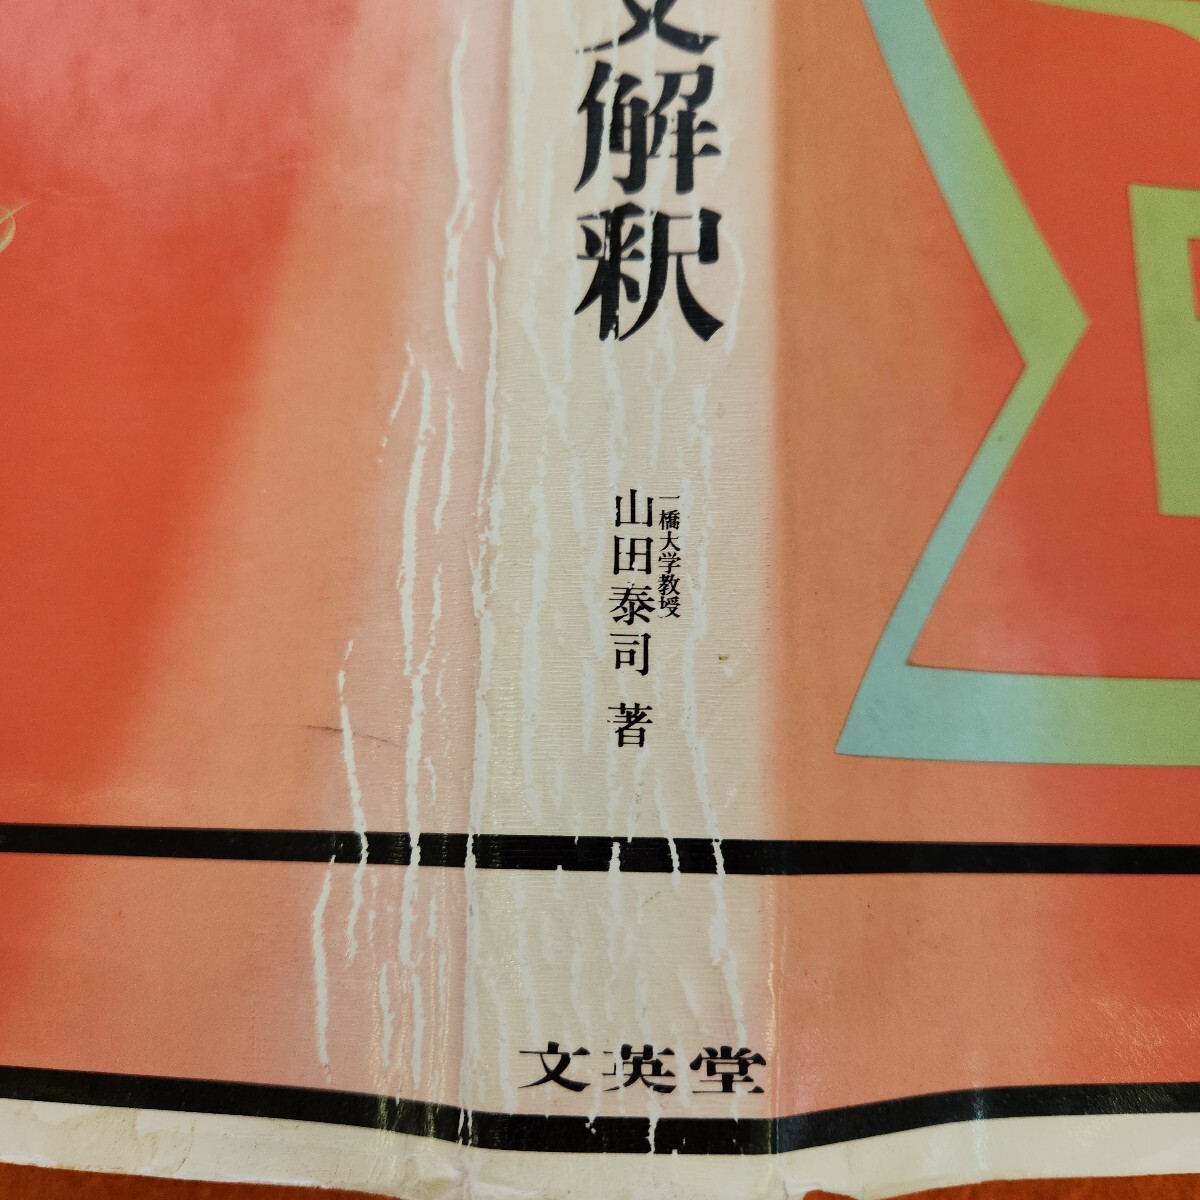 文解釈
一橋大学教授
山田泰司 著
文英堂